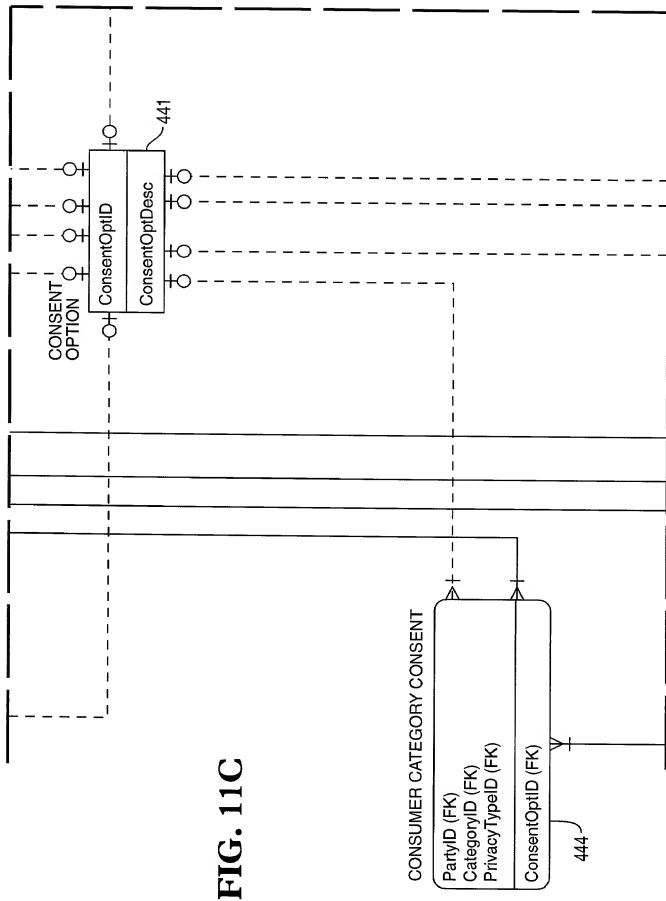 FIG. 11C
CONSENT
OPTION
ConsentOptID
ConsentOptDesc
441
CONSUMER CATEGORY CONSENT
PartyID (FK)
CategoryID (FK)
PrivacyTypeID (FK)
ConsentOptID (FK)
444